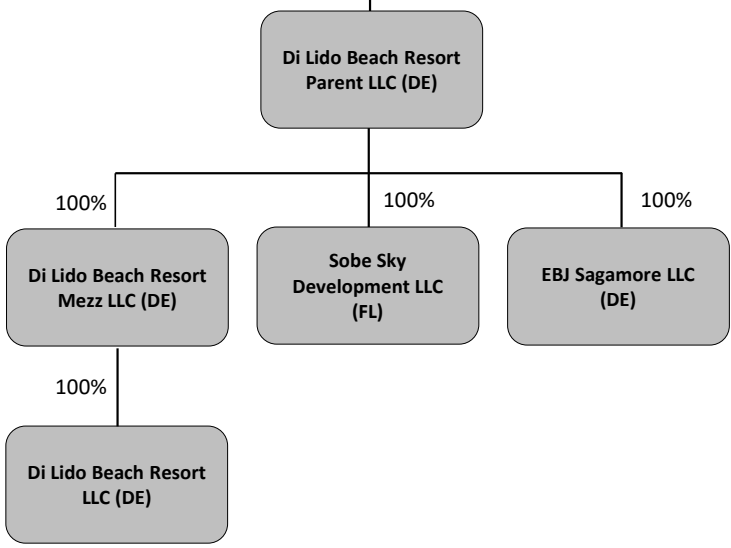 Di Lido Beach Resort
Parent LLC (DE)
100%
100%
100%
Di Lido Beach Resort
Mezz LLC (DE)
Sobe Sky
Development LLC
(FL)
EBJ Sagamore LLC
(DE)
100%
Di Lido Beach Resort
LLC (DE)